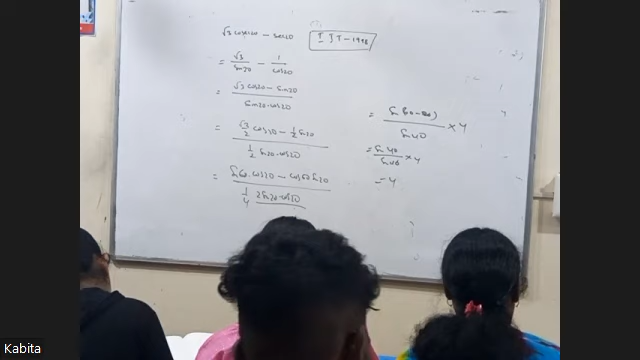 √3 cosec20 - sec20
IIT-1988
= √3/sin20 - 1/cos20
= √3 cos20 - sin20 / sin20·cos20
= √3/2 cos20 - 1/2 sin20 / 1/2 sin20·cos20
= sin60·cos20 - cos60 sin20 / 1/4 2sin20·cos20
= sin(60-20) / sin40 × 4
= sin40 / sin40 × 4
= 4
Kabita